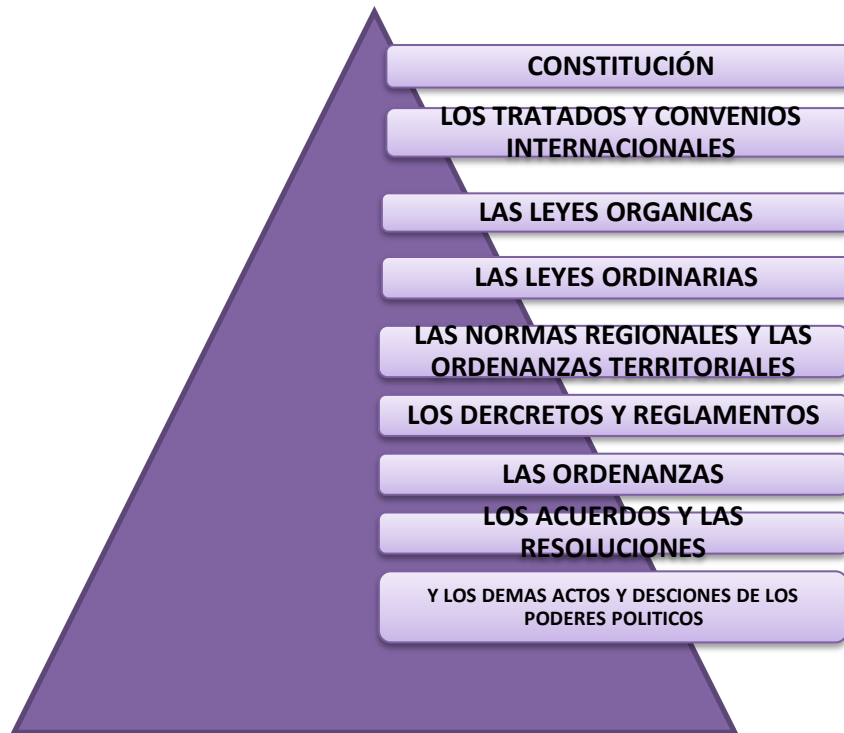 CONSTITUCIÓN
LOS TRATADOS Y CONVENIOS
INTERNACIONALES
LAS LEYES ORGANICAS
LAS LEYES ORDINARIAS
LAS NORMAS REGIONALES Y LAS
ORDENANZAS TERRITORIALES
LOS DERCRETOS Y REGLAMENTOS
LAS ORDENANZAS
LOS ACUERDOS Y LAS
RESOLUCIONES
Y LOS DEMAS ACTOS Y DESCIONES DE LOS
PODERES POLITICOS